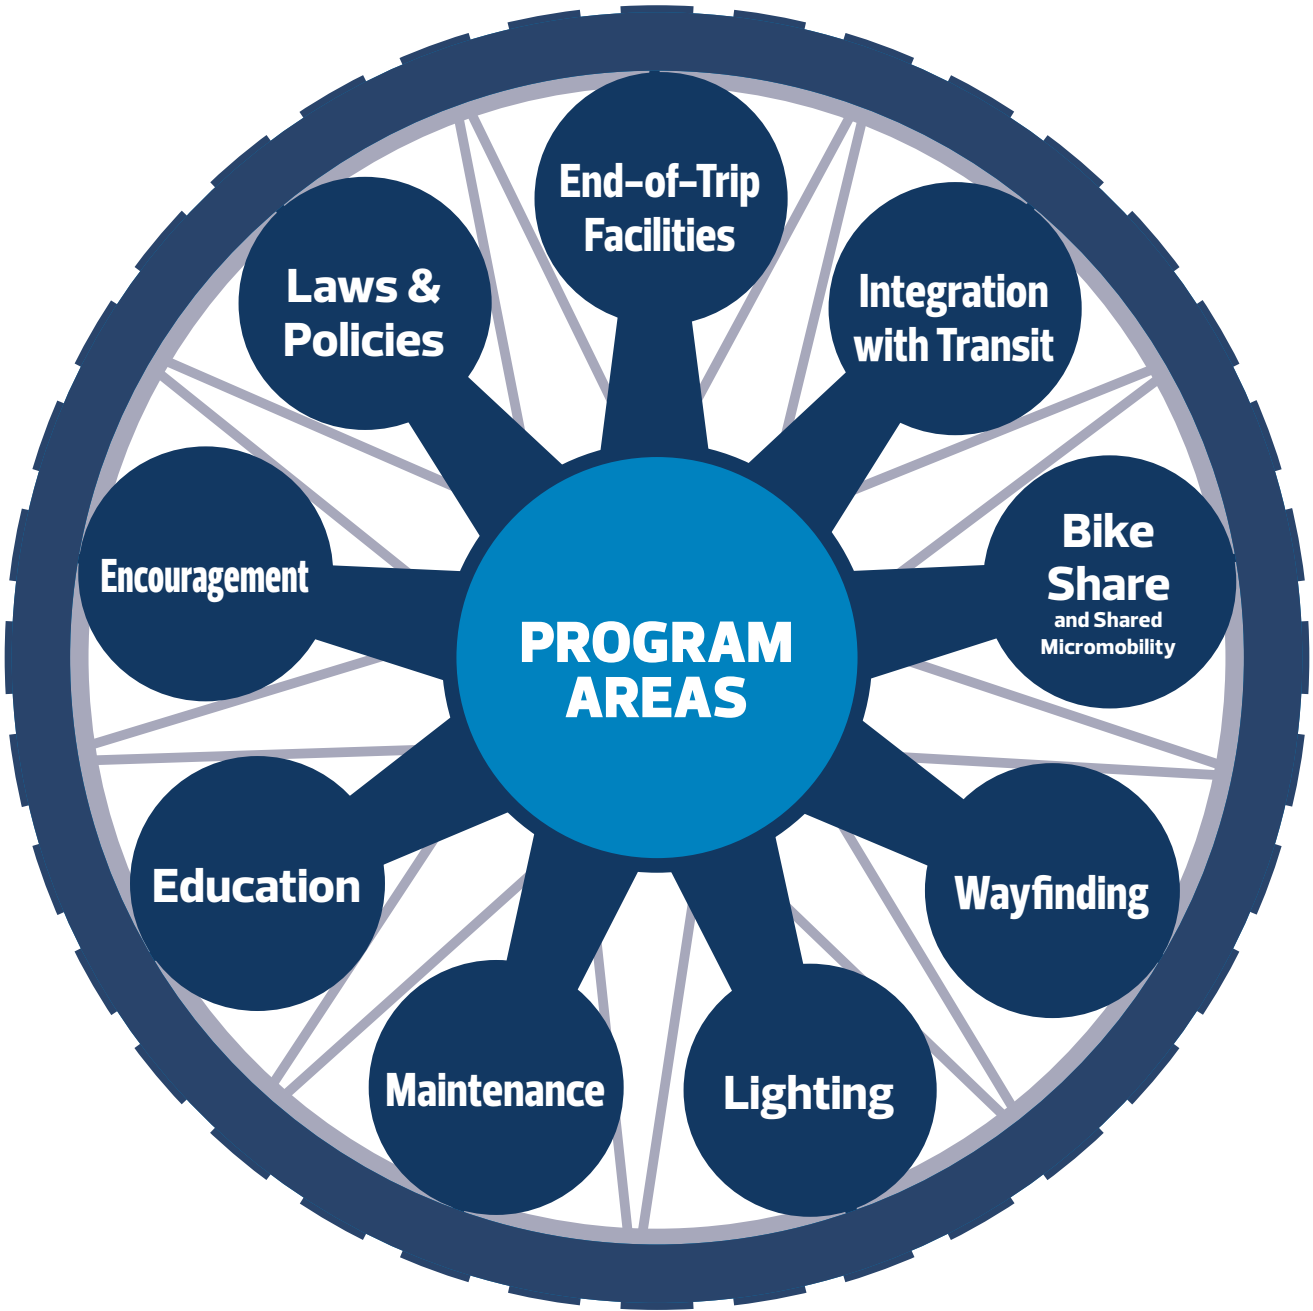 End-of-Trip
Facilities
Integration
with Transit
Bike
Share
and Shared
Micromobility
Wayfinding
Lighting
Maintenance
Education
Encouragement
Laws &
Policies
PROGRAM
AREAS